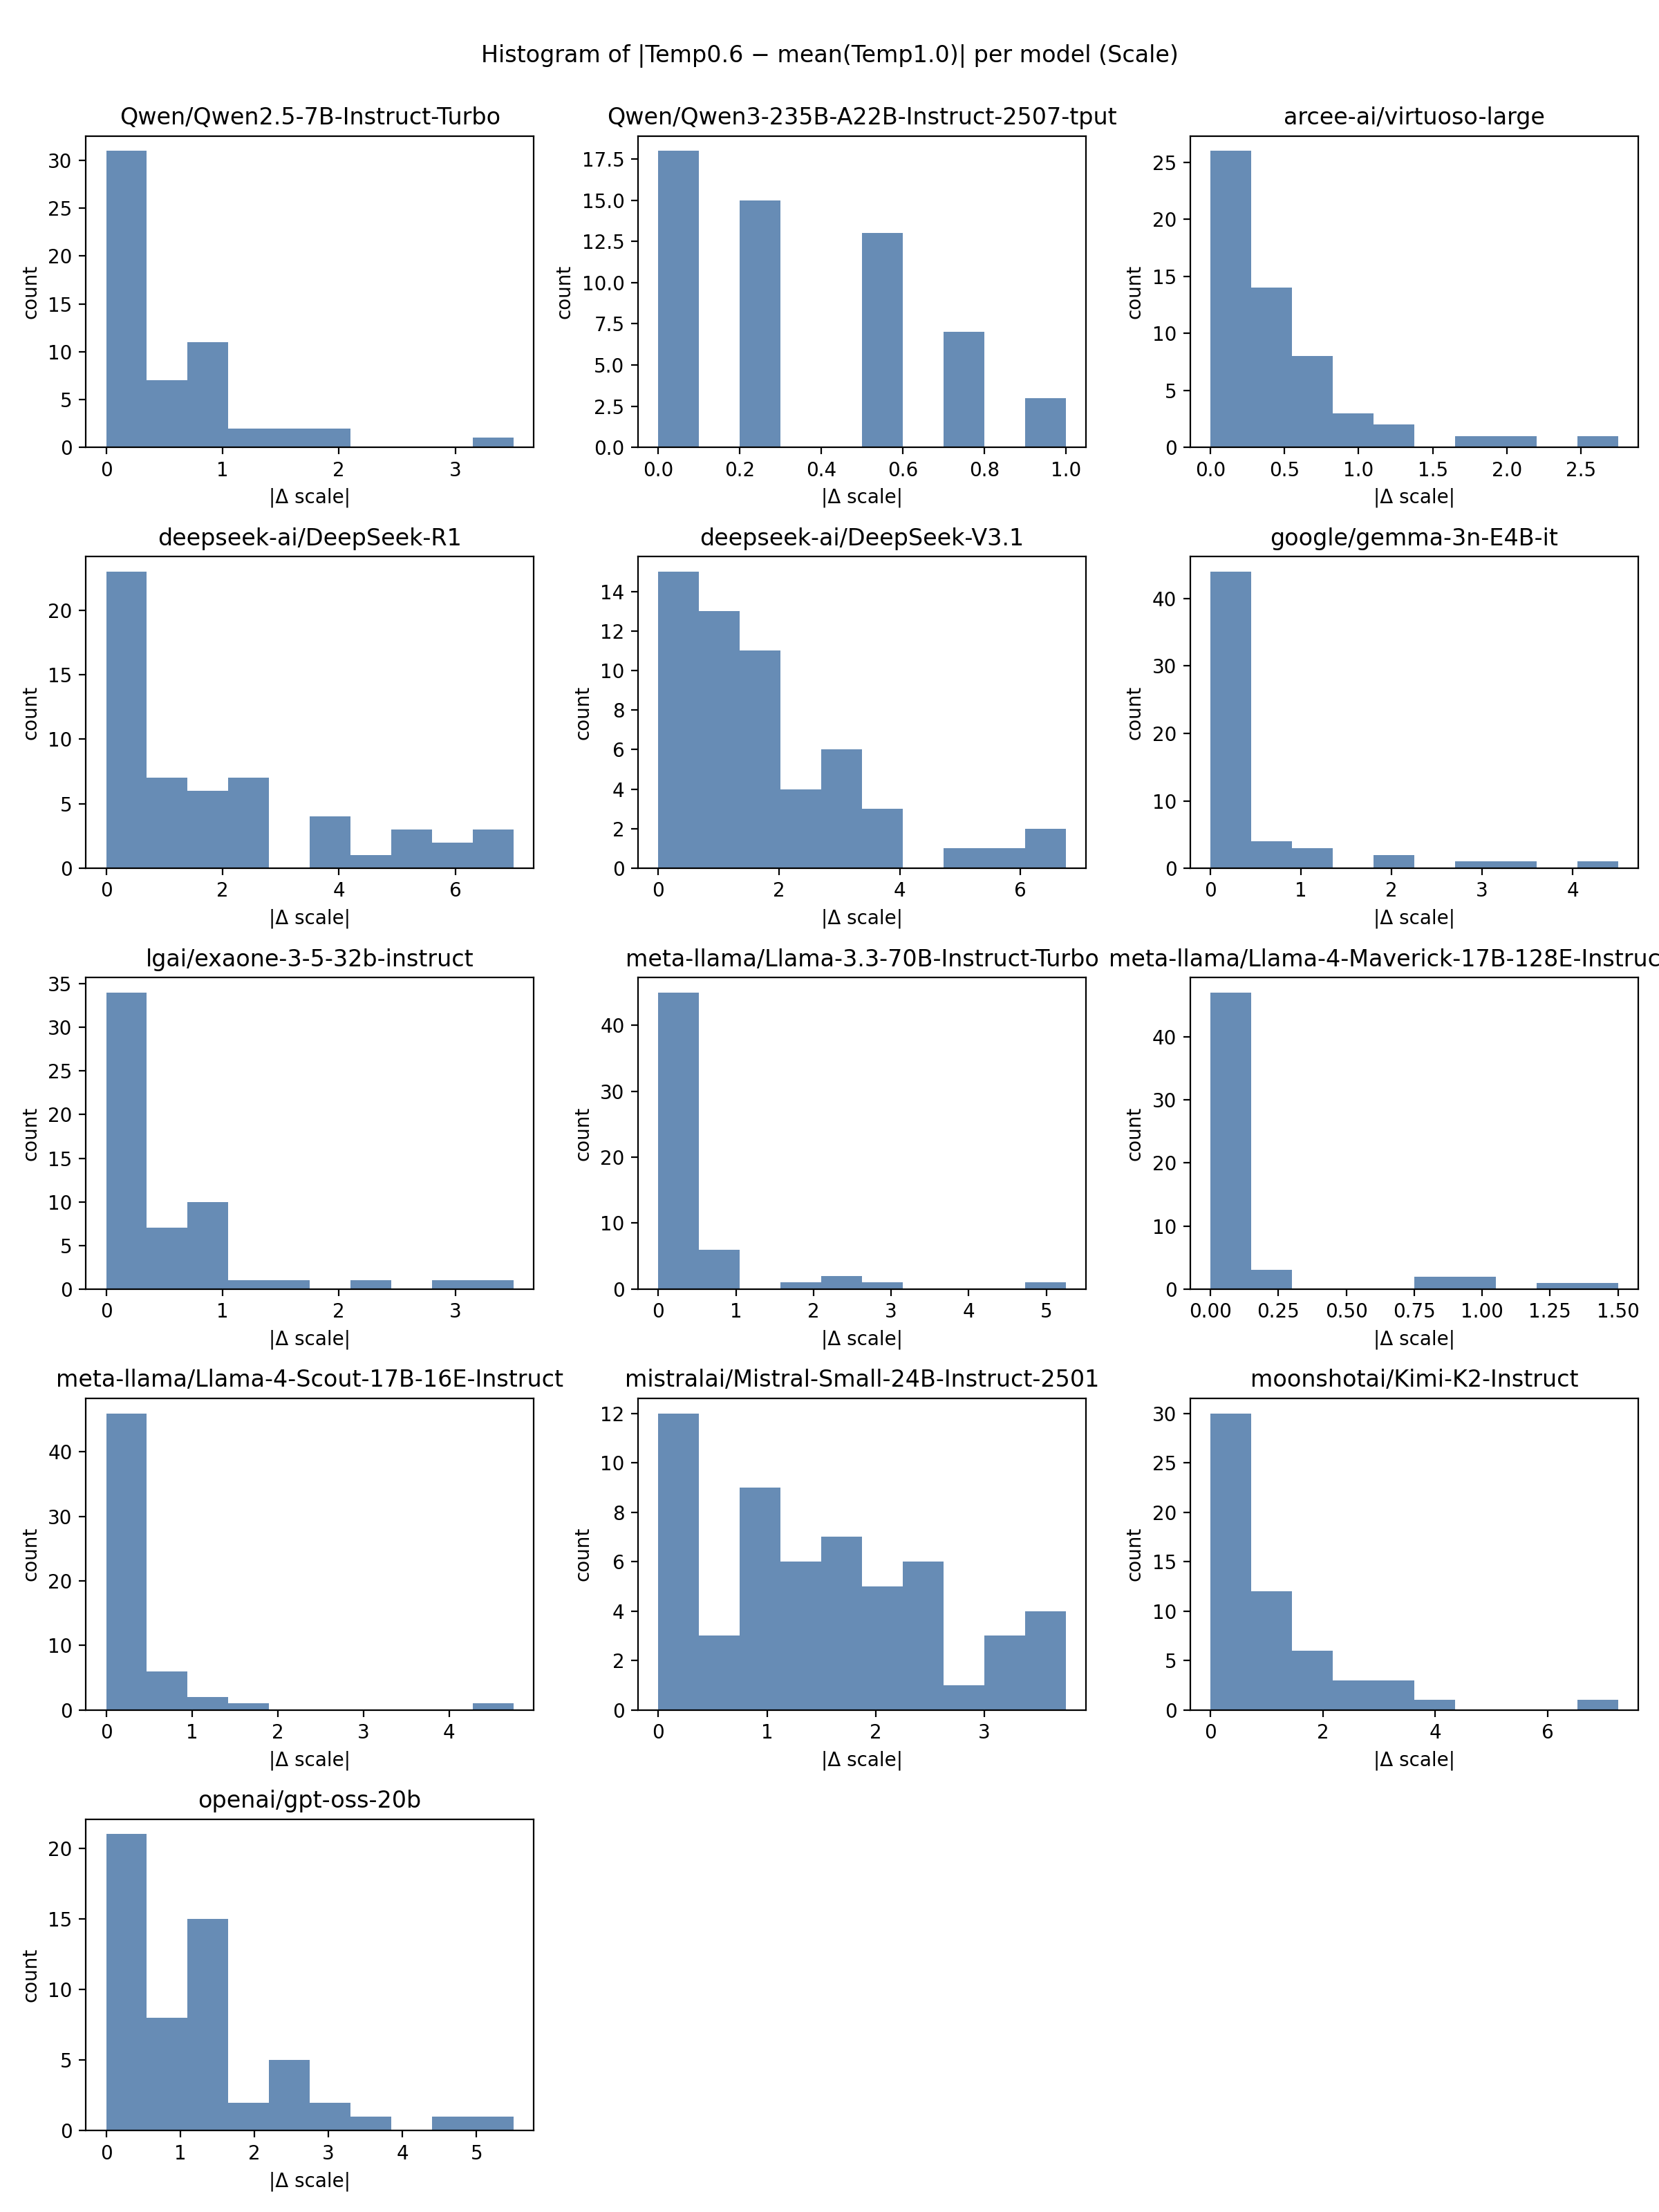 Histogram of |Temp0.6 − mean(Temp1.0)| per model (Scale)
Qwen/Qwen2.5-7B-Instruct-Turbo
30
25
20
15
10
5
0
count
0 1 2 3
|Δ scale|
Qwen/Qwen3-235B-A22B-Instruct-2507-tput
17.5
15.0
12.5
10.0
7.5
5.0
2.5
0.0
count
0.0 0.2 0.4 0.6 0.8 1.0
|Δ scale|
arcee-ai/virtuoso-large
25
20
15
10
5
0
count
0.0 0.5 1.0 1.5 2.0 2.5
|Δ scale|
deepseek-ai/DeepSeek-R1
20
15
10
5
0
count
0 2 4 6
|Δ scale|
deepseek-ai/DeepSeek-V3.1
14
12
10
8
6
4
2
0
count
0 2 4 6
|Δ scale|
google/gemma-3n-E4B-it
40
30
20
10
0
count
0 1 2 3 4
|Δ scale|
lgai/exaone-3-5-32b-instruct
35
30
25
20
15
10
5
0
count
0 1 2 3
|Δ scale|
meta-llama/Llama-3.3-70B-Instruct-Turbo
40
30
20
10
0
count
0 1 2 3 4 5
|Δ scale|
meta-llama/Llama-4-Maverick-17B-128E-Instruc
40
30
20
10
0
count
0.00 0.25 0.50 0.75 1.00 1.25 1.50
|Δ scale|
meta-llama/Llama-4-Scout-17B-16E-Instruct
40
30
20
10
0
count
0 1 2 3 4
|Δ scale|
mistralai/Mistral-Small-24B-Instruct-2501
12
10
8
6
4
2
0
count
0 1 2 3
|Δ scale|
moonshotai/Kimi-K2-Instruct
30
25
20
15
10
5
0
count
0 2 4 6
|Δ scale|
openai/gpt-oss-20b
20
15
10
5
0
count
0 1 2 3 4 5
|Δ scale|